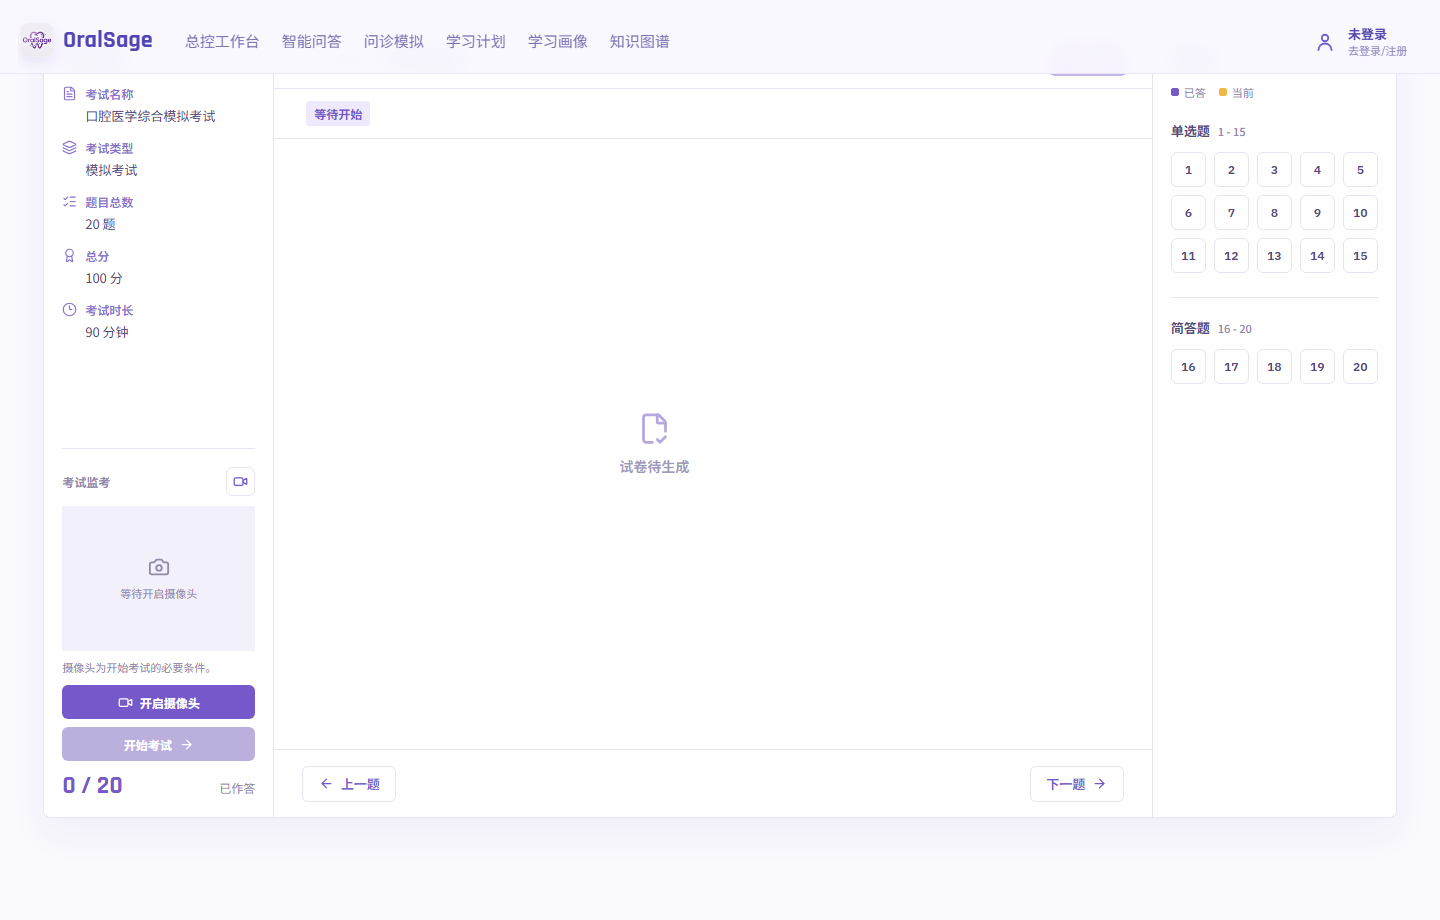 OralSage
OralSage
总控工作台
智能问答
问诊模拟
学习计划
学习画像
知识图谱
未登录
去登录/注册
考试名称
口腔医学综合模拟考试
考试类型
模拟考试
题目总数
20 题
总分
100 分
考试时长
90 分钟
考试监考
等待开启摄像头
摄像头为开始考试的必要条件。
开启摄像头
开始考试
0 / 20
已作答
等待开始
试卷待生成
上一题
下一题
已答
当前
单选题 1 - 15
1 2 3 4 5
6 7 8 9 10
11 12 13 14 15
简答题 16 - 20
16 17 18 19 20